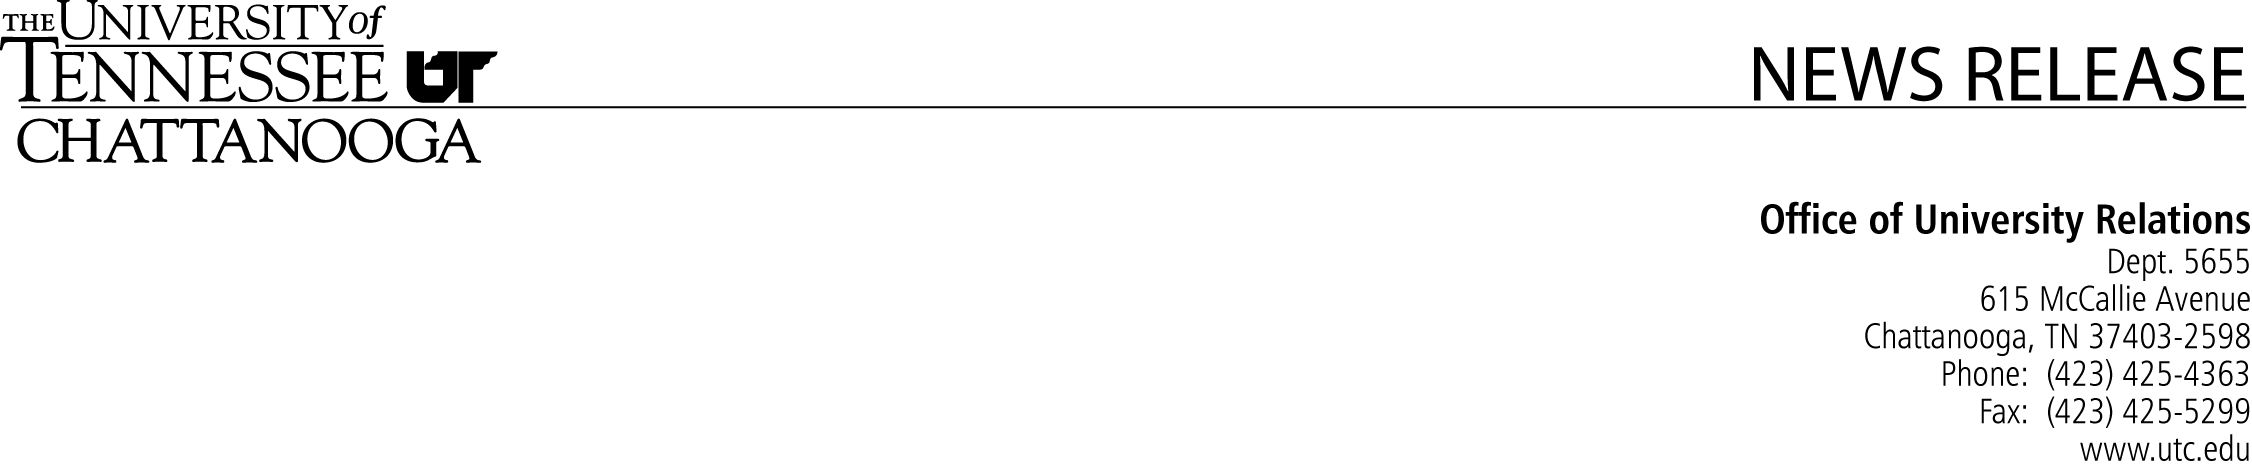 THE UNIVERSITY of
TENNESSEE UT
NEWS RELEASE
CHATTANOOGA
Office of University Relations
Dept. 5655
615 McCallie Avenue
Chattanooga, TN 37403-2598
Phone:  (423) 425-4363
Fax:  (423) 425-5299
www.utc.edu